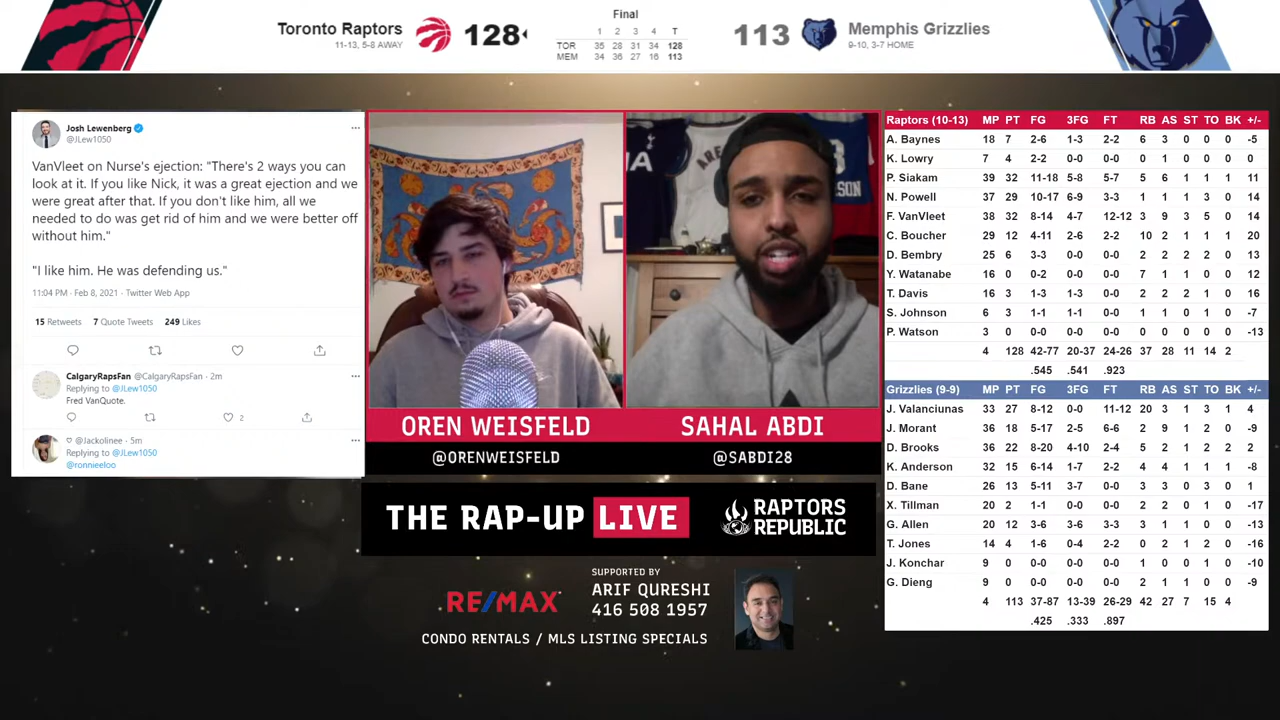 Final
Toronto Raptors 128 113 Memphis Grizzlies
11-13, 5-8 AWAY 9-10, 3-7 HOME
1 2 3 4 T
TOR 35 28 31 34 128
MEM 34 36 27 16 113
Josh Lewenberg
@JLew1050
VanVleet on Nurse's ejection: "There's 2 ways you can
look at it. If you like Nick, it was a great ejection and we
were great after that. If you don't like him, all we
needed to do was get rid of him and we were better off
without him."
"I like him. He was defending us."
11:04 PM · Feb 8, 2021 · Twitter Web App
15 Retweets 7 Quote Tweets 249 Likes
CalgaryRapsFan @CalgaryRapsFan · 2m
Replying to @JLew1050
Fred VanQuote.
2
@Jackolinee · 5m
Replying to @JLew1050
@ronnieeloo
OREN WEISFELD
@ORENWEISFELD
SAHAL ABDI
@SABDI28
THE RAP-UP LIVE
RAPTORS
REPUBLIC
RE/MAX
SUPPORTED BY
ARIF QURESHI
416 508 1957
CONDO RENTALS / MLS LISTING SPECIALS
Raptors (10-13) MP PT FG 3FG FT RB AS ST TO BK +/-
A. Baynes 18 7 2-6 1-3 2-2 6 3 0 0 0 -5
K. Lowry 7 4 2-2 0-0 0-0 0 1 0 0 0 0
P. Siakam 39 32 11-18 5-8 5-7 5 6 1 1 1 11
N. Powell 37 29 10-17 6-9 3-3 1 1 1 3 0 14
F. VanVleet 38 32 8-14 4-7 12-12 3 9 3 5 0 14
C. Boucher 29 12 4-11 2-6 2-2 10 2 1 1 1 20
D. Bembry 25 6 3-3 0-0 0-0 2 2 2 2 0 13
Y. Watanabe 16 0 0-2 0-0 0-0 7 1 1 0 0 12
T. Davis 16 3 1-3 1-3 0-0 2 2 2 1 0 16
S. Johnson 6 3 1-1 1-1 0-0 1 1 0 1 0 -7
P. Watson 3 0 0-0 0-0 0-0 0 0 0 0 0 -13
4 128 42-77 20-37 24-26 37 28 11 14 2
.545 .541 .923
Grizzlies (9-9) MP PT FG 3FG FT RB AS ST TO BK +/-
J. Valanciunas 33 27 8-12 0-0 11-12 20 3 1 3 1 4
J. Morant 36 18 5-17 2-5 6-6 2 9 1 2 0 -9
D. Brooks 36 22 8-20 4-10 2-4 5 2 1 2 2 2
K. Anderson 32 15 6-14 1-7 2-2 4 4 1 1 1 -8
D. Bane 26 13 5-11 3-7 0-0 3 3 0 3 0 1
X. Tillman 20 2 1-1 0-0 0-0 2 2 0 1 0 -17
G. Allen 20 12 3-6 3-6 3-3 3 1 1 0 0 -13
T. Jones 14 4 1-6 0-4 2-2 0 2 1 2 0 -16
J. Konchar 9 0 0-0 0-0 0-0 1 0 0 1 0 -10
G. Dieng 9 0 0-0 0-0 0-0 2 1 1 0 0 -9
4 113 37-87 13-39 26-29 42 27 7 15 4
.425 .333 .897